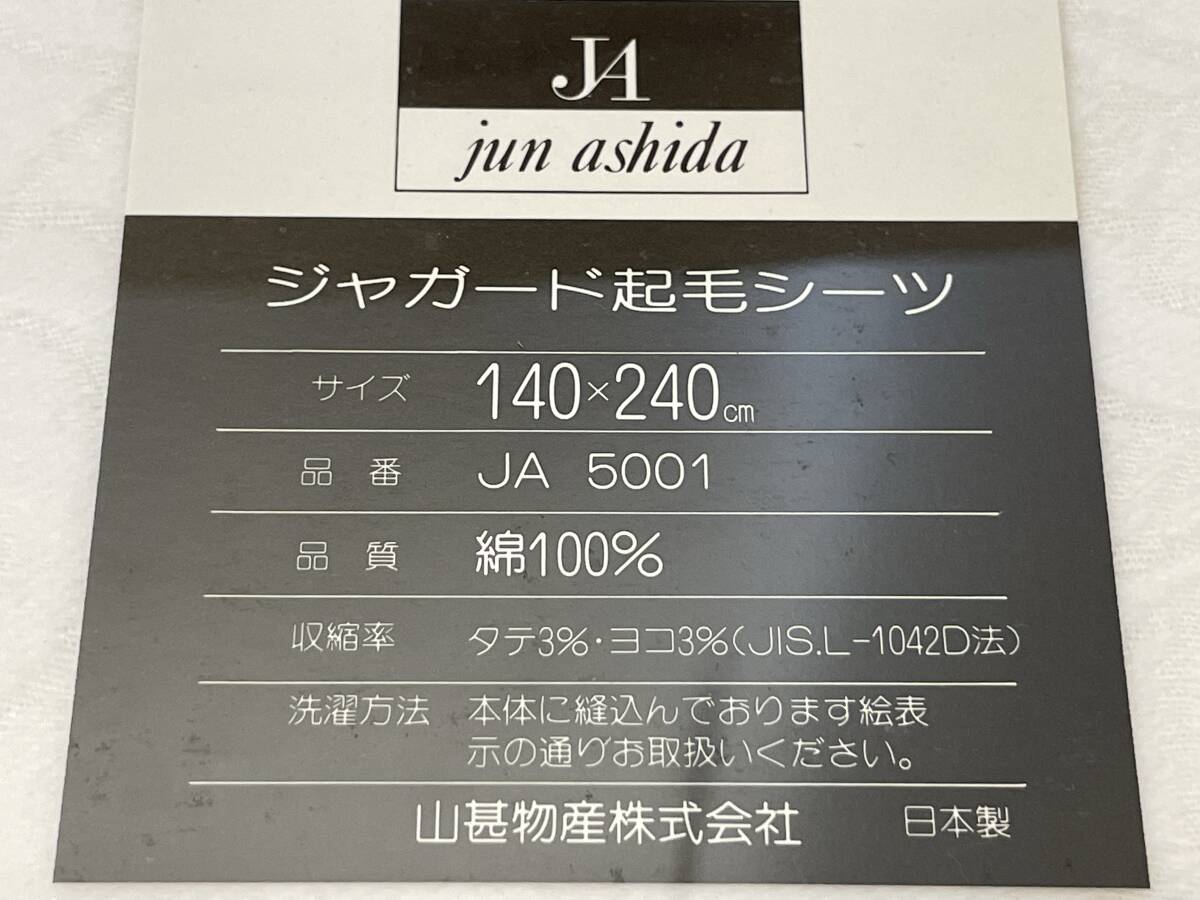 JA
jun ashida
ジャガード起毛シーツ
サイズ 140×240cm
品番 JA 5001
品質 綿100%
収縮率 タテ3%・ヨコ3%(JIS.L-1042D法)
洗濯方法 本体に縫込んでおります絵表
示の通りお取扱いください。
山甚物産株式会社 日本製